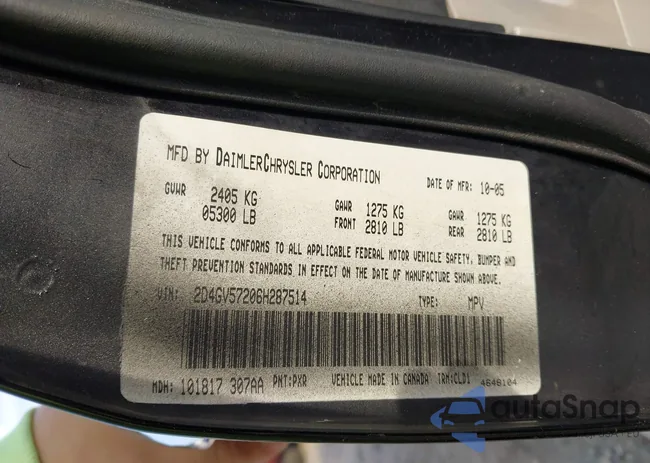 MFD BY DAIMLERCHRYSLER CORPORATION
DATE OF MFR: 10-05
GVWR 2405 KG 05300 LB
GAWR FRONT 1275 KG 2810 LB
GAWR REAR 1275 KG 2810 LB
THIS VEHICLE CONFORMS TO ALL APPLICABLE FEDERAL MOTOR VEHICLE SAFETY, BUMPER AND
THEFT PREVENTION STANDARDS IN EFFECT ON THE DATE OF MANUFACTURE SHOWN ABOVE.
VIN: 2D4GV57206H287514 TYPE: MPV
MDH: 101817 307AA PNT:PXR VEHICLE MADE IN CANADA TRM:CLD1 4648104
autoSnap